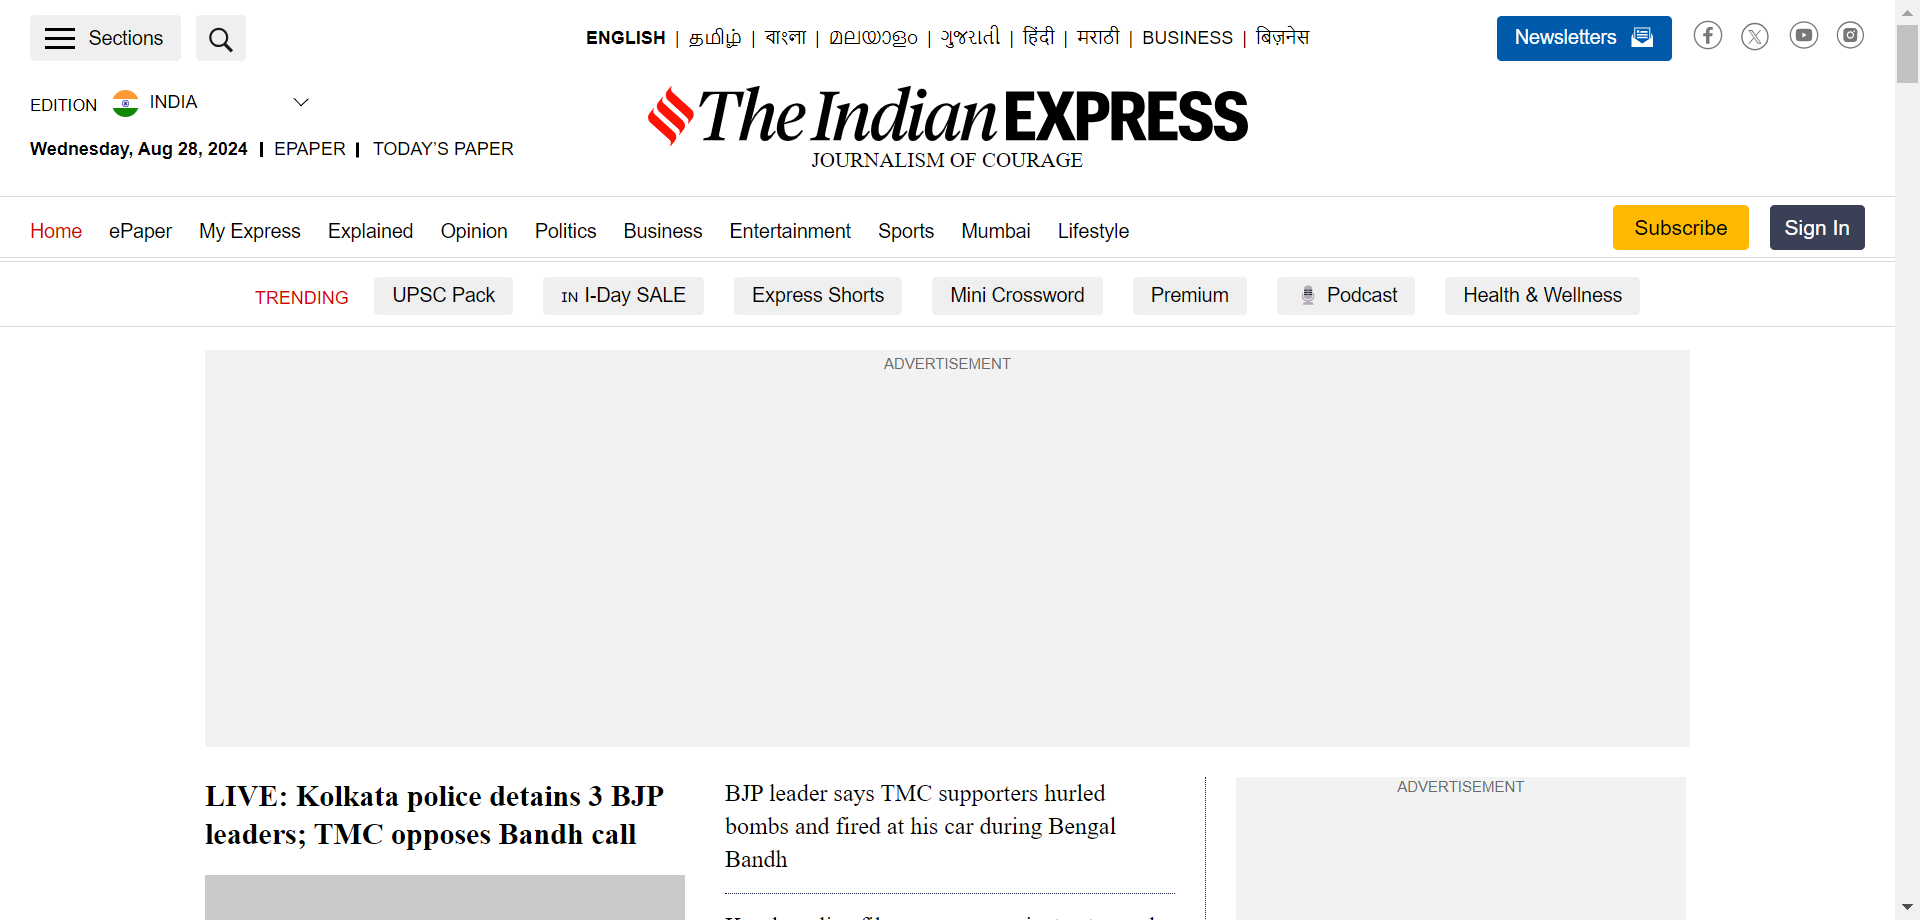 Sections
ENGLISH | தமிழ் | বাংলা | മലയാളം | ગુજરાતી | हिंदी | मराठी | BUSINESS | बिज़नेस
Newsletters
EDITION INDIA
The Indian EXPRESS
JOURNALISM OF COURAGE
Wednesday, Aug 28, 2024 | EPAPER | TODAY'S PAPER
Home ePaper My Express Explained Opinion Politics Business Entertainment Sports Mumbai Lifestyle
Subscribe Sign In
TRENDING UPSC Pack IN I-Day SALE Express Shorts Mini Crossword Premium Podcast Health & Wellness
ADVERTISEMENT
LIVE: Kolkata police detains 3 BJP
leaders; TMC opposes Bandh call
BJP leader says TMC supporters hurled
bombs and fired at his car during Bengal
Bandh
ADVERTISEMENT